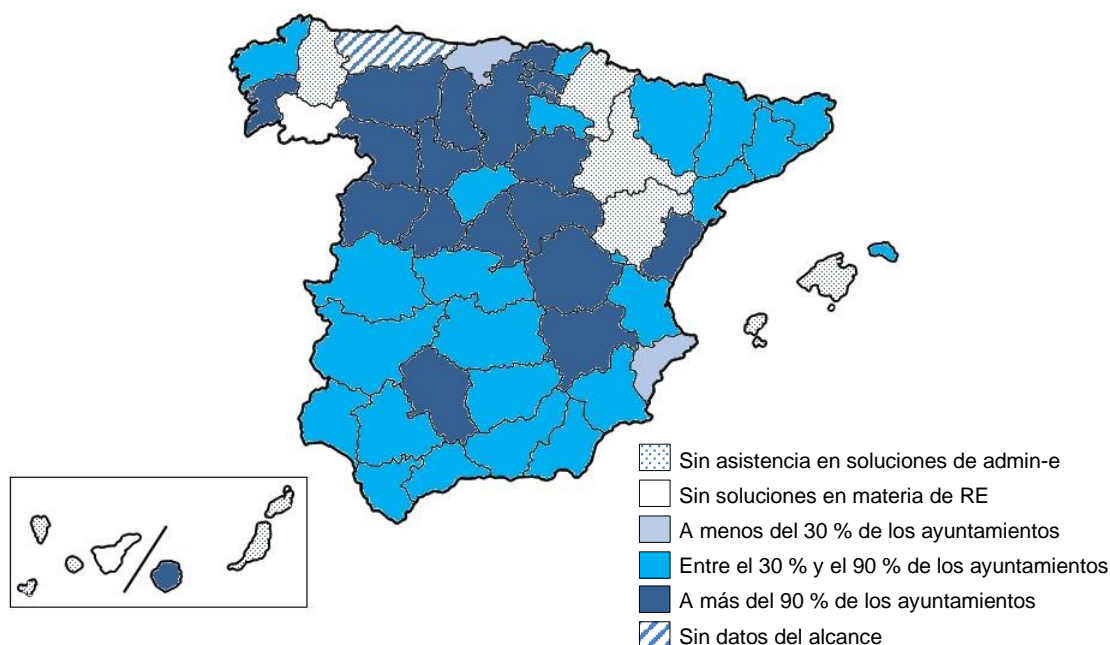 Sin asistencia en soluciones de admin-e
Sin soluciones en materia de RE
A menos del 30 % de los ayuntamientos
Entre el 30 % y el 90 % de los ayuntamientos
A más del 90 % de los ayuntamientos
Sin datos del alcance